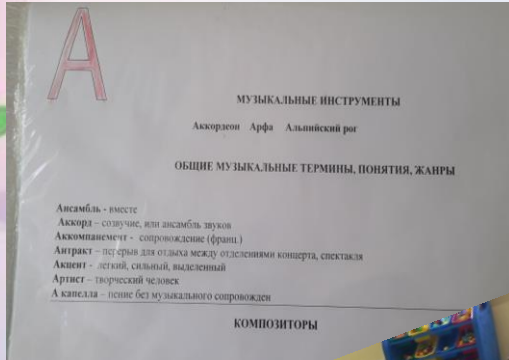 А
МУЗЫКАЛЬНЫЕ ИНСТРУМЕНТЫ
Аккордеон Арфа Альпийский рог
ОБЩИЕ МУЗЫКАЛЬНЫЕ ТЕРМИНЫ, ПОНЯТИЯ, ЖАНРЫ
Ансамбль - вместе
Аккорд – созвучие, или ансамбль звуков
Аккомпанемент - сопровождение (франц.)
Антракт – перерыв для отдыха между отделениями концерта, спектакля
Акцент - легкий, сильный, выделенный
Артист – творческий человек
А капелла – пение без музыкального сопровожден
КОМПОЗИТОРЫ